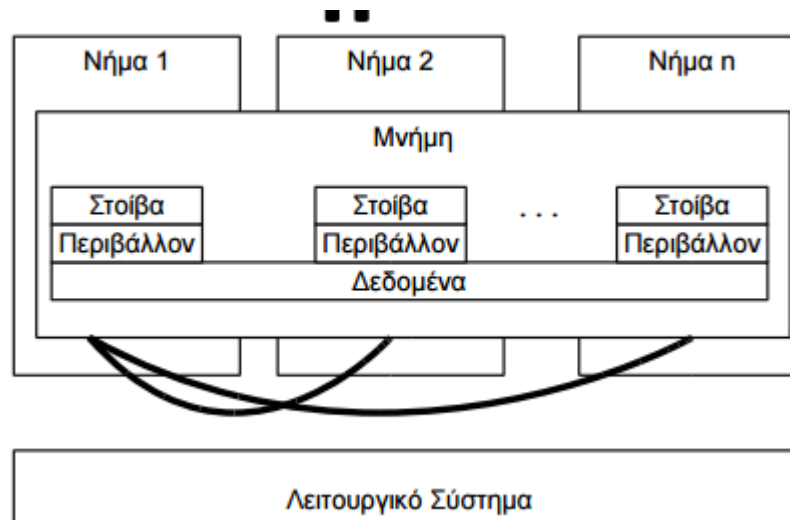 Νήμα 1 Νήμα 2 Νήμα n
Μνήμη
Στοίβα Στοίβα . . . Στοίβα
Περιβάλλον Περιβάλλον Περιβάλλον
Δεδομένα
Λειτουργικό Σύστημα